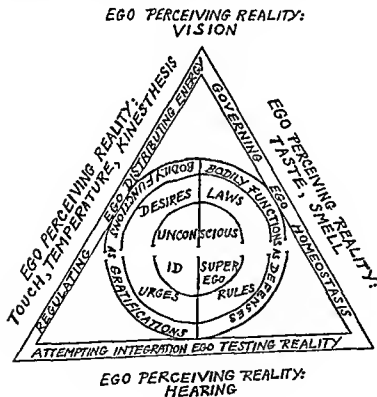 EGO PERCEIVING REALITY:
VISION
EGO PERCEIVING REALITY:
TOUCH, TEMPERATURE, KINESTHESIS
EGO PERCEIVING REALITY:
TASTE, SMELL
REGULATING EGO DISTRIBUTING ENERGY
GOVERNING EGO HOMEOSTASIS
BODILY FUNCTIONS AS GRATIFICATIONS
BODILY FUNCTIONS AS DEFENSES
DESIRES LAWS
UNCONSCIOUS
ID SUPER
EGO
URGES RULES
ATTEMPTING INTEGRATION EGO TESTING REALITY
EGO PERCEIVING REALITY:
HEARING